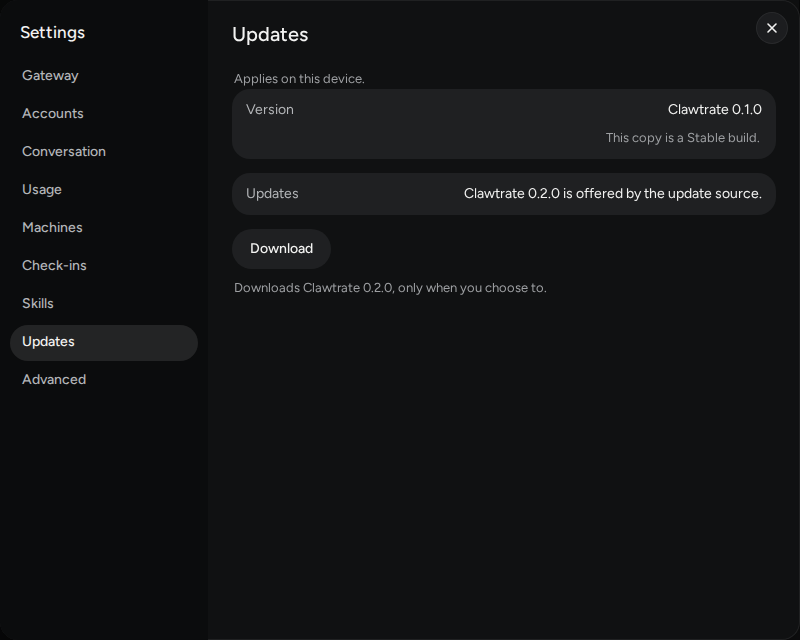 Settings
Gateway
Accounts
Conversation
Usage
Machines
Check-ins
Skills
Updates
Advanced
Updates
Applies on this device.
Version
Clawtrate 0.1.0
This copy is a Stable build.
Updates
Clawtrate 0.2.0 is offered by the update source.
Download
Downloads Clawtrate 0.2.0, only when you choose to.